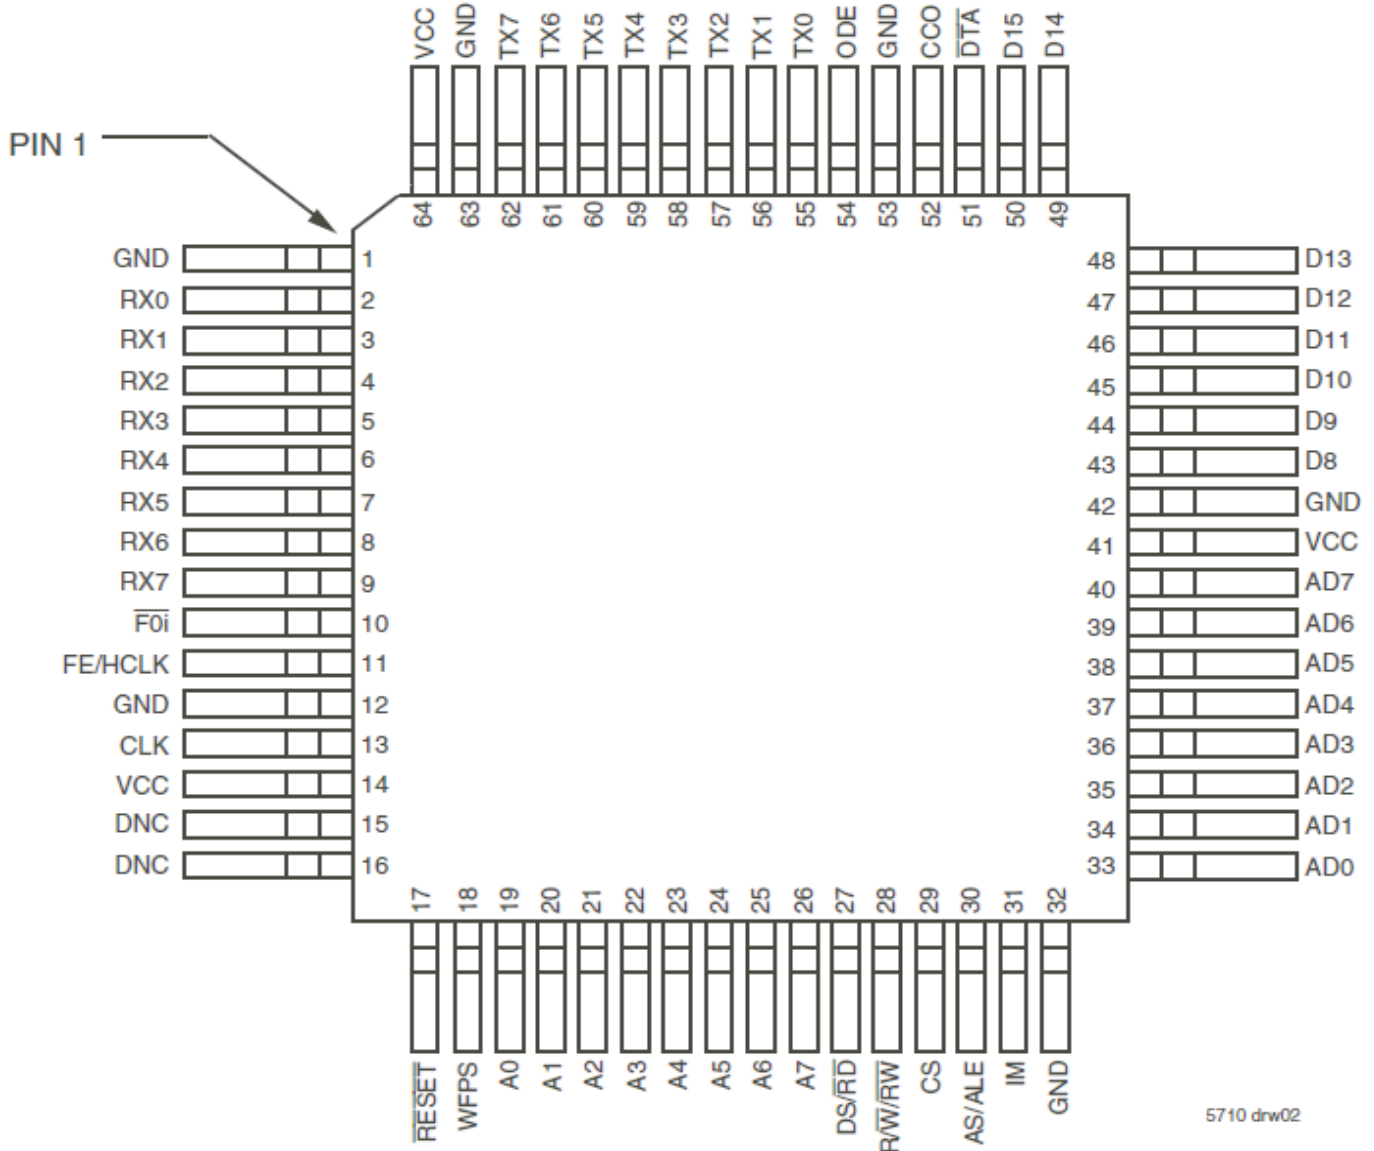 VCC GND TX7 TX6 TX5 TX4 TX3 TX2 TX1 TX0 ODE GND CCO D̅T̅A̅ D15 D14
PIN 1
64 63 62 61 60 59 58 57 56 55 54 53 52 51 50 49
GND 1 48 D13
RX0 2 47 D12
RX1 3 46 D11
RX2 4 45 D10
RX3 5 44 D9
RX4 6 43 D8
RX5 7 42 GND
RX6 8 41 VCC
RX7 9 40 AD7
F̅0̅i̅ 10 39 AD6
FE/HCLK 11 38 AD5
GND 12 37 AD4
CLK 13 36 AD3
VCC 14 35 AD2
DNC 15 34 AD1
DNC 16 33 AD0
17 18 19 20 21 22 23 24 25 26 27 28 29 30 31 32
R̅E̅S̅E̅T̅ WFPS A0 A1 A2 A3 A4 A5 A6 A7 DS/R̅D̅ R/W̅/R̅W̅ CS AS/ALE IM GND
5710 drw02